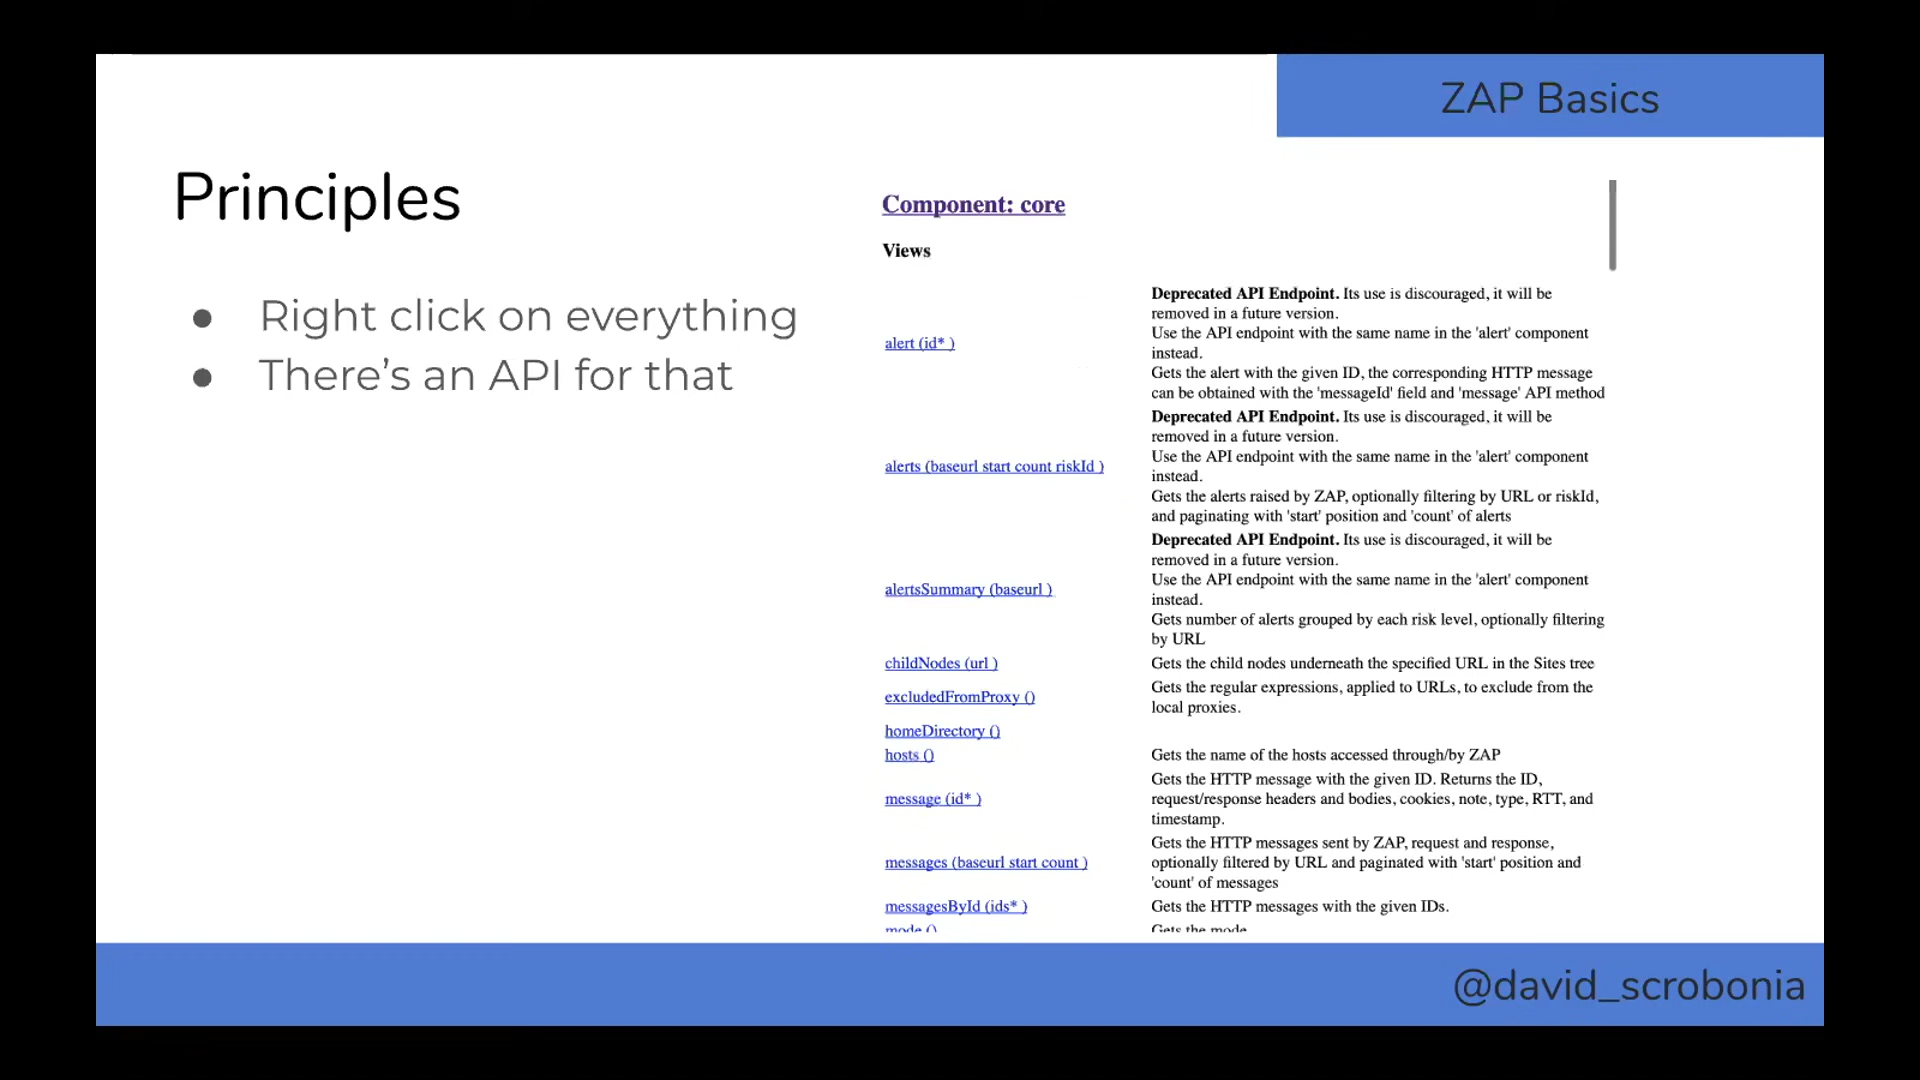 ZAP Basics
Principles
● Right click on everything
● There’s an API for that
Component: core
Views
alert (id* )
Deprecated API Endpoint. Its use is discouraged, it will be
removed in a future version.
Use the API endpoint with the same name in the 'alert' component
instead.
Gets the alert with the given ID, the corresponding HTTP message
can be obtained with the 'messageId' field and 'message' API method
alerts (baseurl start count riskId )
Deprecated API Endpoint. Its use is discouraged, it will be
removed in a future version.
Use the API endpoint with the same name in the 'alert' component
instead.
Gets the alerts raised by ZAP, optionally filtering by URL or riskId,
and paginating with 'start' position and 'count' of alerts
alertsSummary (baseurl )
Deprecated API Endpoint. Its use is discouraged, it will be
removed in a future version.
Use the API endpoint with the same name in the 'alert' component
instead.
Gets number of alerts grouped by each risk level, optionally filtering
by URL
childNodes (url )
Gets the child nodes underneath the specified URL in the Sites tree
excludedFromProxy ()
Gets the regular expressions, applied to URLs, to exclude from the
local proxies.
homeDirectory ()
hosts ()
Gets the name of the hosts accessed through/by ZAP
message (id* )
Gets the HTTP message with the given ID. Returns the ID,
request/response headers and bodies, cookies, note, type, RTT, and
timestamp.
messages (baseurl start count )
Gets the HTTP messages sent by ZAP, request and response,
optionally filtered by URL and paginated with 'start' position and
'count' of messages
messagesById (ids* )
Gets the HTTP messages with the given IDs.
mode ()
Gets the mode
@david_scrobonia